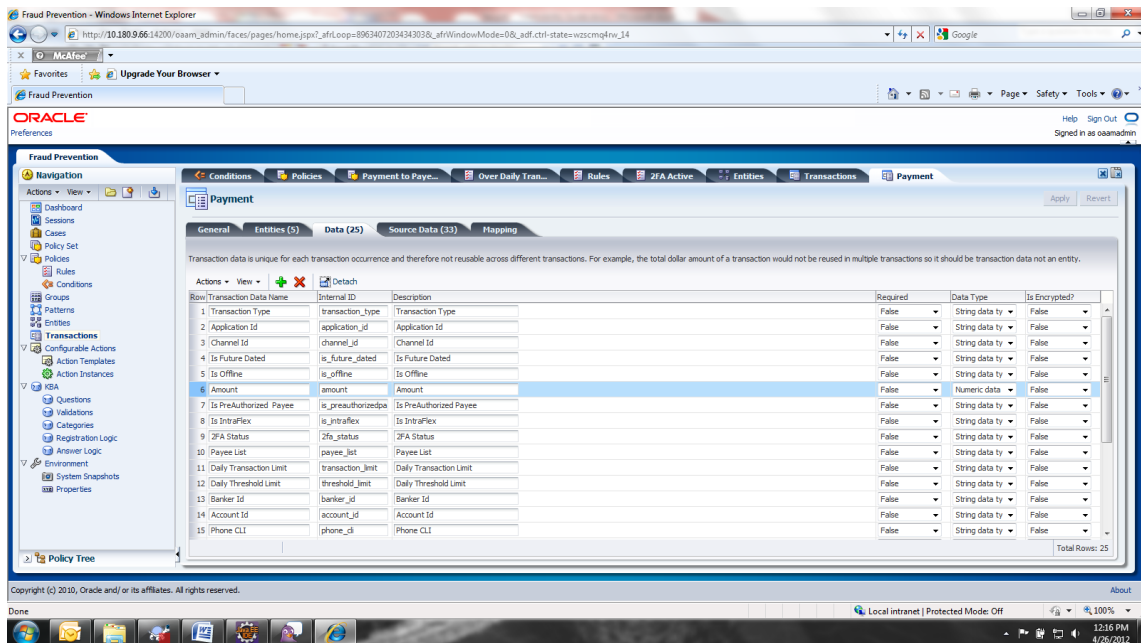 Fraud Prevention - Windows Internet Explorer
http://10.180.9.66:14200/oaam_admin/faces/pages/home.jspx?_afrLoop=8963407203434303&_afrWindowMode=0&_adf.ctrl-state=wzscmq4rw_14
Google
X McAfee
Favorites Upgrade Your Browser
Fraud Prevention Page Safety Tools
ORACLE Help Sign Out
Preferences Signed in as oaamadmin
Fraud Prevention
Navigation
Actions View
Dashboard
Sessions
Cases
Policy Set
Policies
Rules
Conditions
Groups
Patterns
Entities
Transactions
Configurable Actions
Action Templates
Action Instances
KBA
Questions
Validations
Categories
Registration Logic
Answer Logic
Environment
System Snapshots
Properties
Policy Tree
Conditions Policies Payment to Paye... Over Daily Tran... Rules 2FA Active Entities Transactions Payment
Payment Apply Revert
General Entities (5) Data (25) Source Data (33) Mapping
Transaction data is unique for each transaction occurrence and therefore not reusable across different transactions. For example, the total dollar amount of a transaction would not be reused in multiple transactions so it should be transaction data not an entity.
Actions View Detach
Row Transaction Data Name Internal ID Description Required Data Type Is Encrypted?
1 Transaction Type transaction_type Transaction Type False String data ty False
2 Application Id application_id Application Id False String data ty False
3 Channel Id channel_id Channel Id False String data ty False
4 Is Future Dated is_future_dated Is Future Dated False String data ty False
5 Is Offline is_offline Is Offline False String data ty False
6 Amount amount Amount False Numeric data False
7 Is PreAuthorized Payee is_preauthorizedpa Is PreAuthorized Payee False String data ty False
8 Is IntraFlex is_intraflex Is IntraFlex False String data ty False
9 2FA Status 2fa_status 2FA Status False String data ty False
10 Payee List payee_list Payee List False String data ty False
11 Daily Transaction Limit transaction_limit Daily Transaction Limit False String data ty False
12 Daily Threshold Limit threshold_limit Daily Threshold Limit False String data ty False
13 Banker Id banker_id Banker Id False String data ty False
14 Account Id account_id Account Id False String data ty False
15 Phone CLI phone_cli Phone CLI False String data ty False
Total Rows: 25
Copyright (c) 2010, Oracle and/ or its affiliates. All rights reserved. About
Done Local intranet | Protected Mode: Off 100%
12:16 PM
4/26/2012